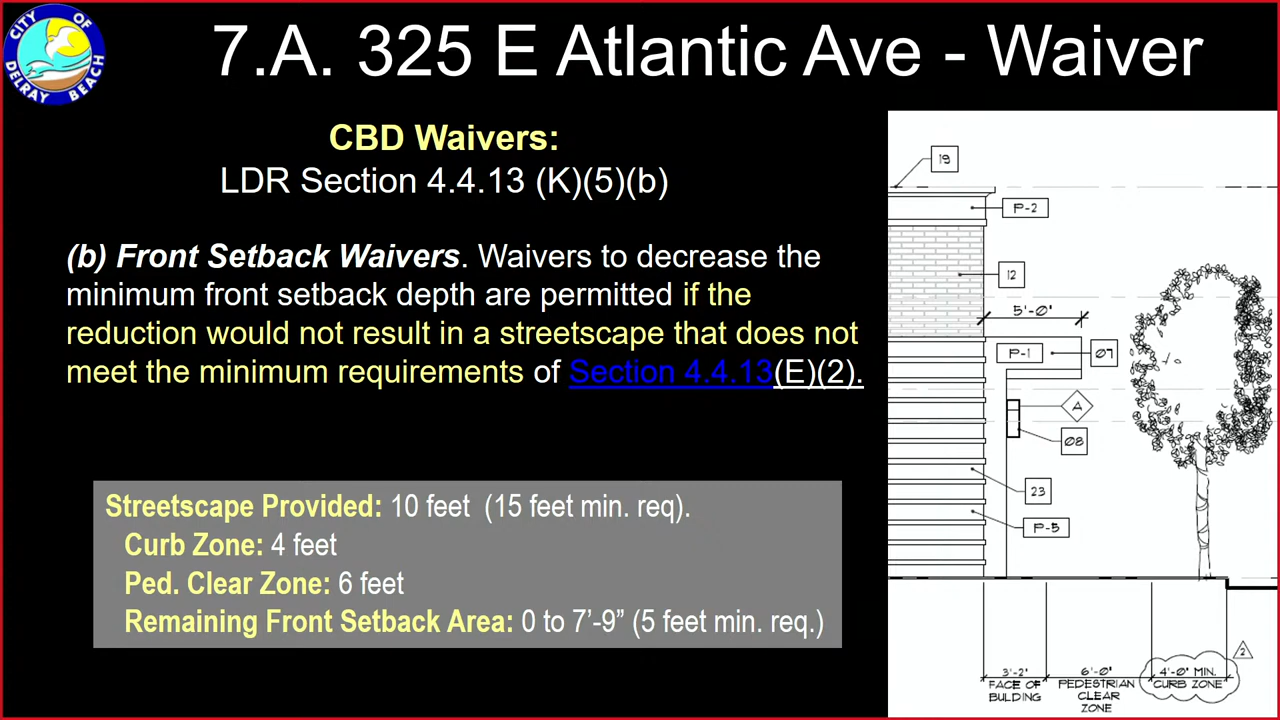 CITY OF
DELRAY BEACH
7.A. 325 E Atlantic Ave - Waiver
CBD Waivers:
LDR Section 4.4.13 (K)(5)(b)
(b) Front Setback Waivers. Waivers to decrease the
minimum front setback depth are permitted if the
reduction would not result in a streetscape that does not
meet the minimum requirements of Section 4.4.13(E)(2).
Streetscape Provided: 10 feet (15 feet min. req).
Curb Zone: 4 feet
Ped. Clear Zone: 6 feet
Remaining Front Setback Area: 0 to 7’-9” (5 feet min. req.)
19
P-2
12
5'-0"
P-1
07
A
08
23
P-5
2
3'-2"
FACE OF
BULDING
6'-0"
PEDESTRIAN
CLEAR
ZONE
4'-0" MIN.
CURB ZONE